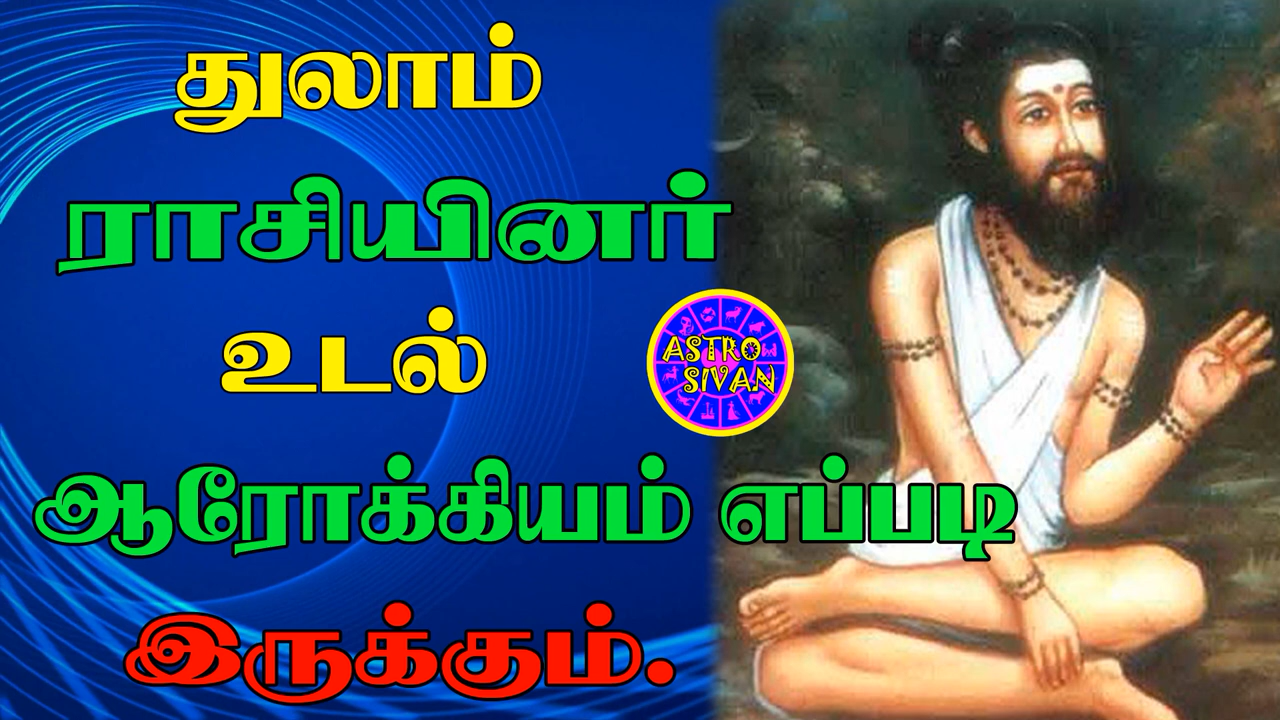 துலாம்
ராசியினர்
உடல்
ASTRO
SIVAN
ஆரோக்கியம் எப்படி
இருக்கும்.